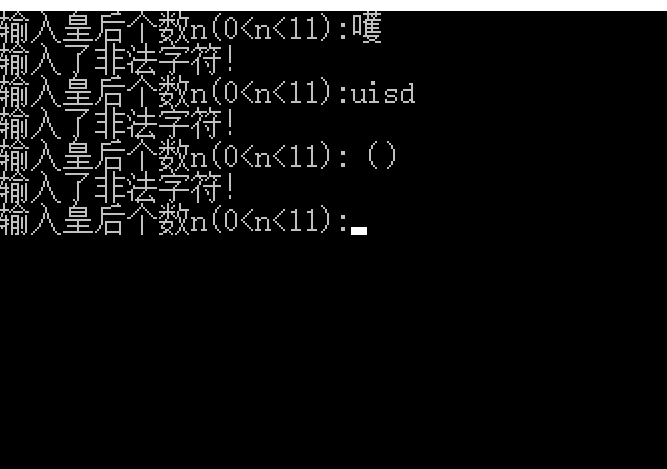 输入皇后个数n(0<n<11):嚄
输入了非法字符!
输入皇后个数n(0<n<11):uisd
输入了非法字符!
输入皇后个数n(0<n<11):()
输入了非法字符!
输入皇后个数n(0<n<11):